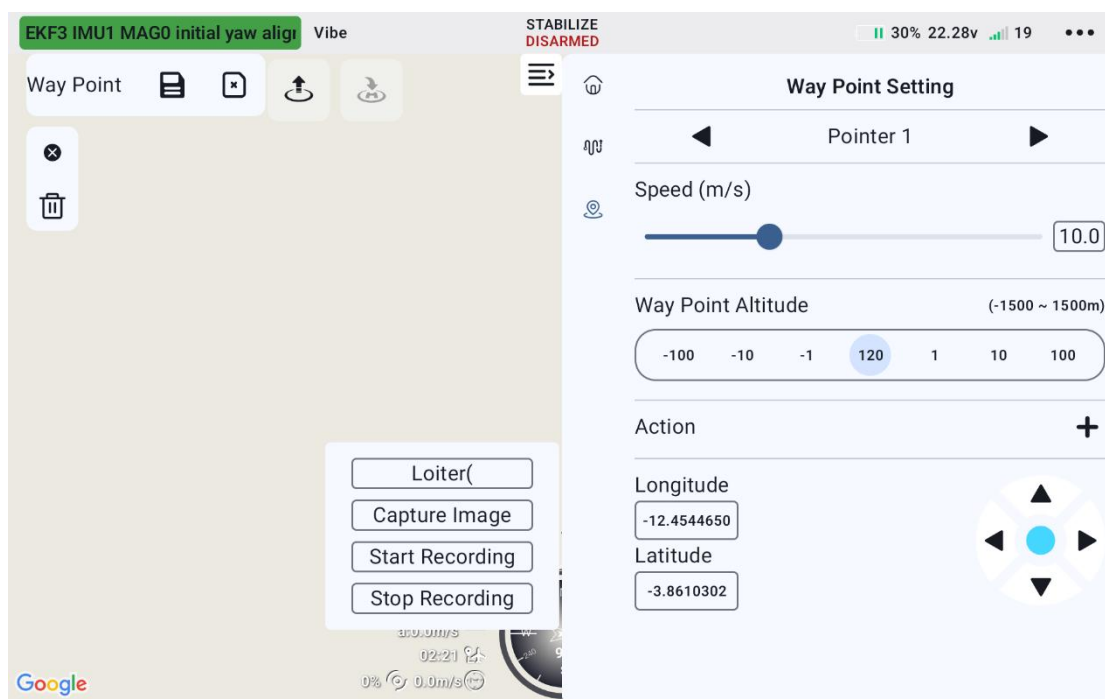 EKF3 IMU1 MAG0 initial yaw alig
Vibe
STABILIZE
DISARMED
30% 22.28v 19
Way Point
Way Point Setting
Pointer 1
Speed (m/s)
10.0
Way Point Altitude
(-1500 ~ 1500m)
-100 -10 -1 120 1 10 100
Action
Loiter(
Capture Image
Start Recording
Stop Recording
Longitude
-12.4544650
Latitude
-3.8610302
02:21
0% 0.0m/s
Google